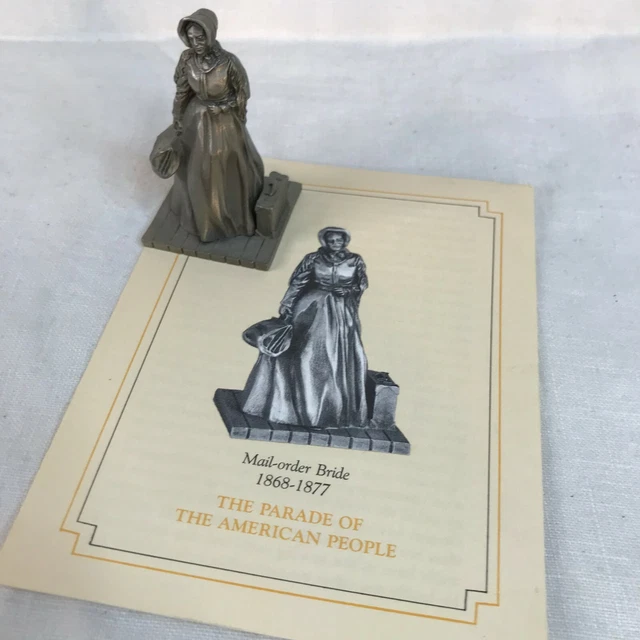 Mail-order Bride
1868-1877
THE PARADE OF
THE AMERICAN PEOPLE